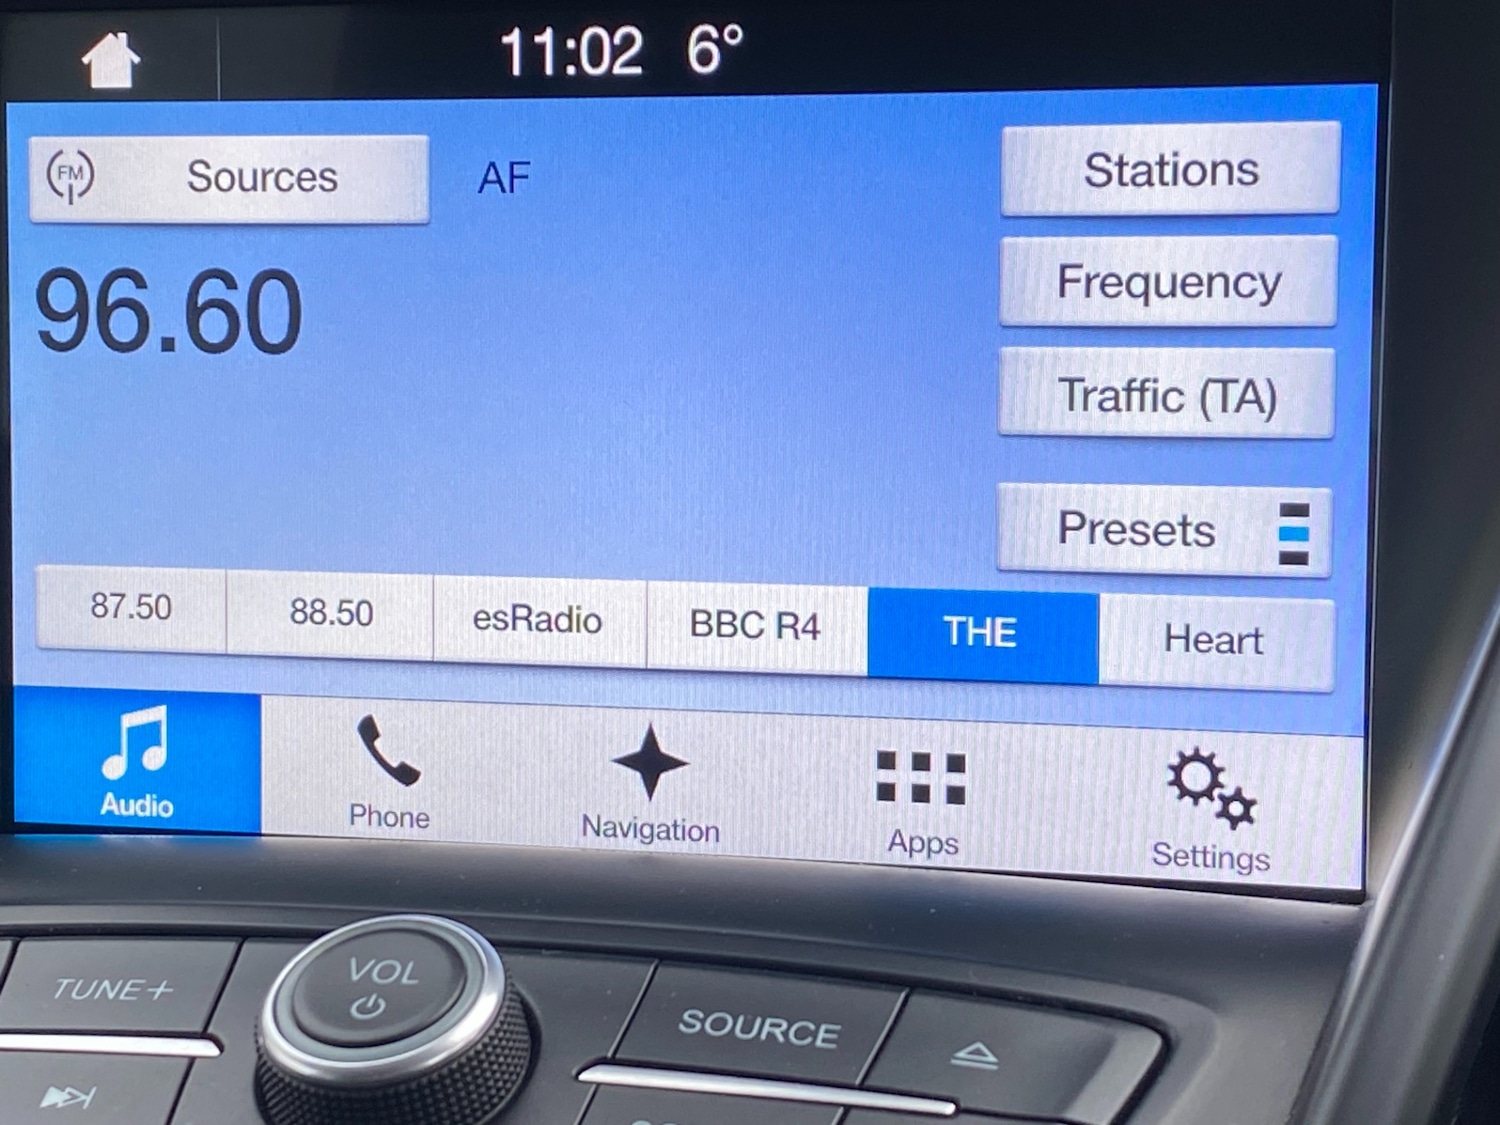 11:02 6°
FM Sources
AF
Stations
96.60
Frequency
Traffic (TA)
Presets
87.50
88.50
esRadio
BBC R4
THE
Heart
Audio
Phone
Navigation
Apps
Settings
TUNE+
VOL
SOURCE